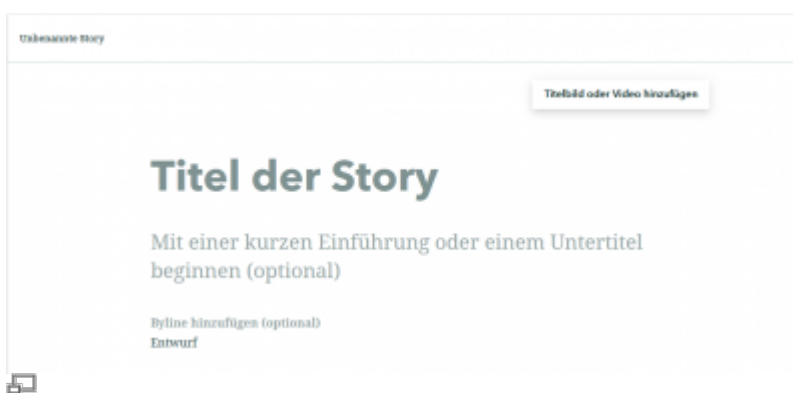 Unbenannte Story
Titelbild oder Video hinzufügen
Titel der Story
Mit einer kurzen Einführung oder einem Untertitel
beginnen (optional)
Byline hinzufügen (optional)
Entwurf